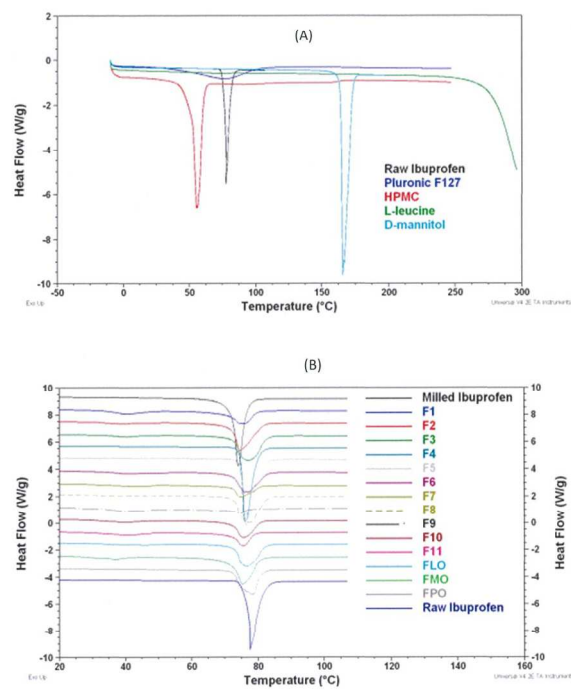 (A)
2
0
-2
-4
-6
-8
-10
Heat Flow (W/g)
Raw Ibuprofen
Pluronic F127
HPMC
L-leucine
D-mannitol
-50
0
50
100
150
200
250
300
Exo Up
Temperature (°C)
Universal V4.2E TA Instruments
(B)
10
8
6
4
2
0
-2
-4
-6
-8
-10
Heat Flow (W/g)
Milled Ibuprofen
F1
F2
F3
F4
F5
F6
F7
F8
F9
F10
F11
FLO
FMO
FPO
Raw Ibuprofen
10
8
6
4
2
0
-2
-4
-6
-8
-10
Heat Flow (W/g)
20
40
60
80
100
120
140
160
Exo Up
Temperature (°C)
Universal V4.2E TA Instruments